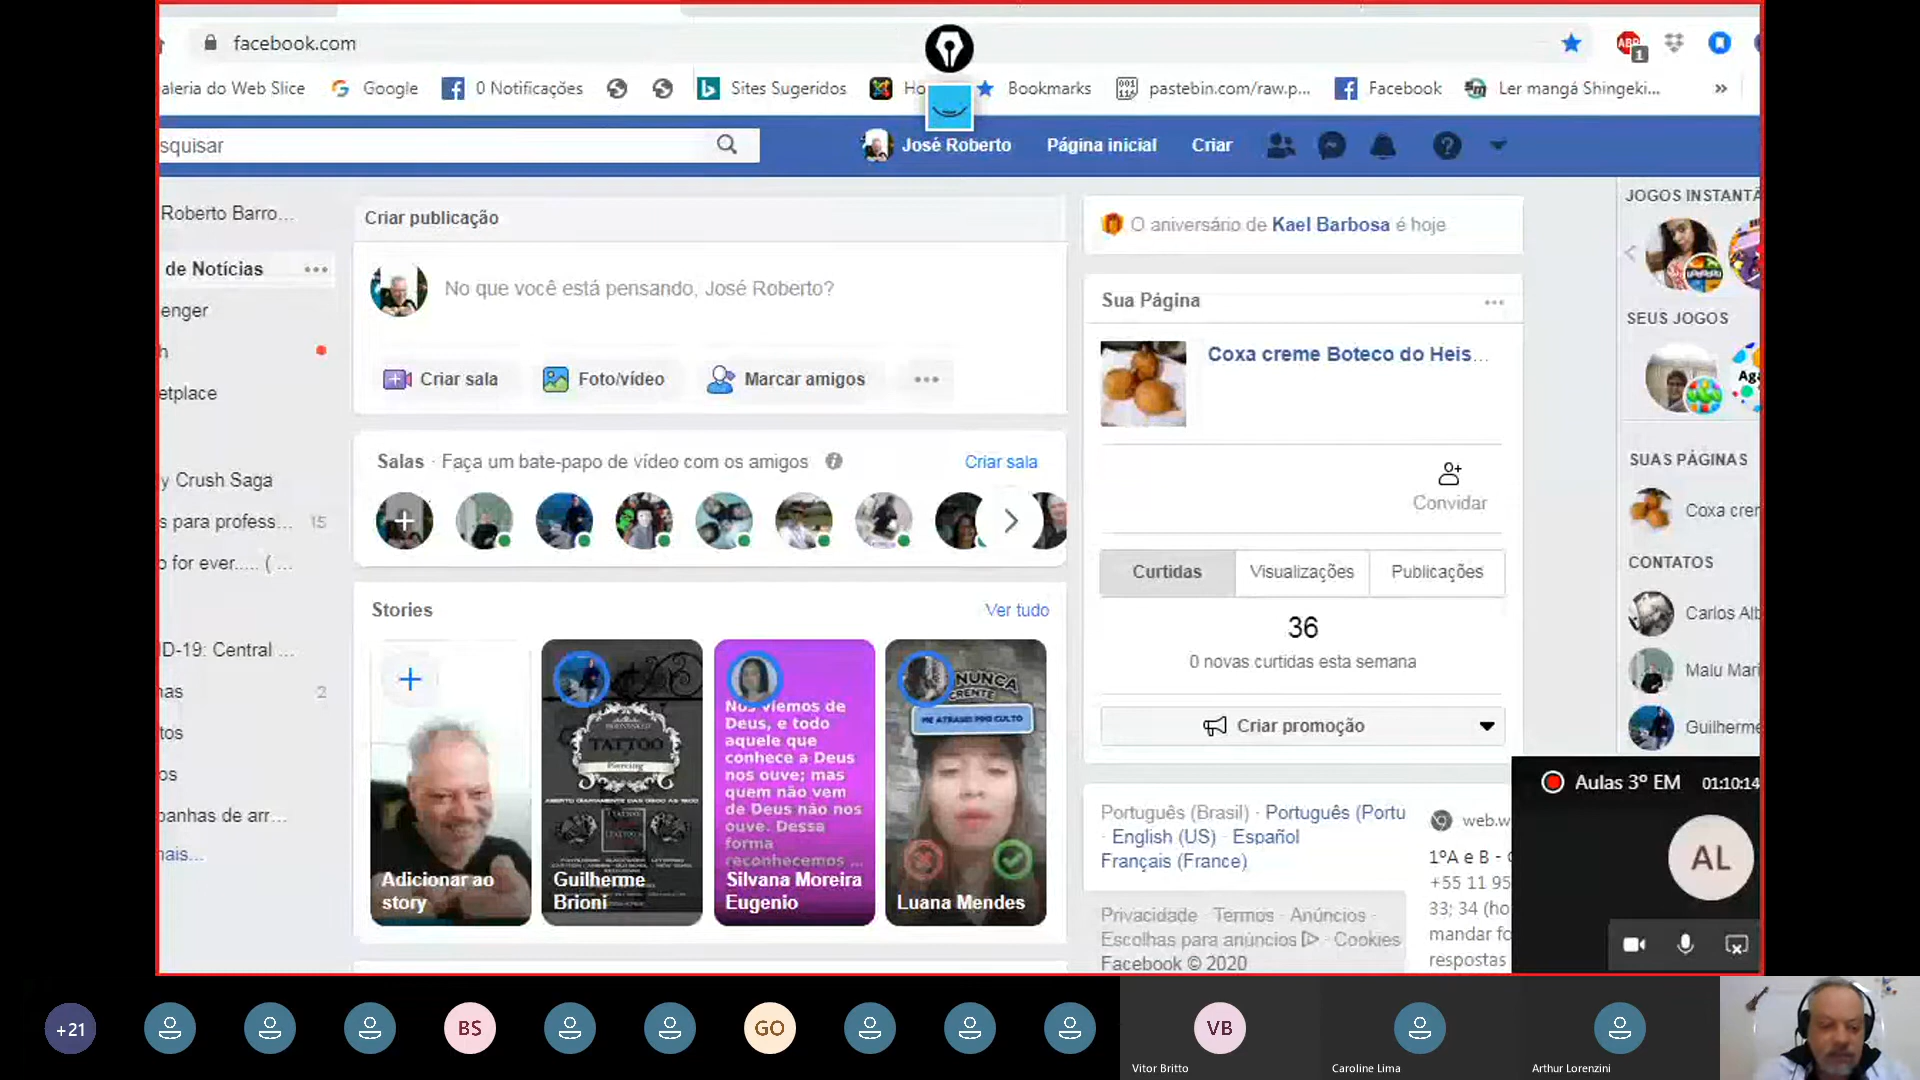 facebook.com
ABP
1
aleria do Web Slice
Google
0 Notificações
Sites Sugeridos
Ho
Bookmarks
pastebin.com/raw.p...
Facebook
Ler mangá Shingeki...
»
squisar
José Roberto
Página inicial
Criar
Roberto Barro...
de Notícias
enger
h
etplace
y Crush Saga
s para profess... 15
o for ever..... ( ...
D-19: Central ...
nas 2
tos
os
panhas de arr...
nais...
Criar publicação
No que você está pensando, José Roberto?
Criar sala
Foto/vídeo
Marcar amigos
Salas · Faça um bate-papo de vídeo com os amigos
Criar sala
Stories
Ver tudo
Adicionar ao
story
TATTOO
Piercing
Guilherme
Brioni
Nós viemos de
Deus, e todo
aquele que
conhece a Deus
nos ouve; mas
quem não vem
de Deus não nos
ouve. Dessa
forma
reconhecemos ...
Silvana Moreira
Eugenio
NUNCA
CRENTE
ME ATRASEI PRO CULTO
Luana Mendes
O aniversário de Kael Barbosa é hoje
Sua Página
Coxa creme Boteco do Heis...
Convidar
Curtidas
Visualizações
Publicações
36
0 novas curtidas esta semana
Criar promoção
Português (Brasil) · Português (Portu
· English (US) · Español
Français (France)
Privacidade · Termos · Anúncios ·
Escolhas para anúncios · Cookies
Facebook © 2020
web.w
1ºA e B -
+55 11 95
33; 34 (ho
mandar fo
respostas
JOGOS INSTANTÂ
SEUS JOGOS
Aga
SUAS PÁGINAS
Coxa crer
CONTATOS
Carlos Alb
Malu Mari
Guilherme
Aulas 3º EM
01:10:14
AL
+21
BS
GO
VB
Vitor Britto
Caroline Lima
Arthur Lorenzini